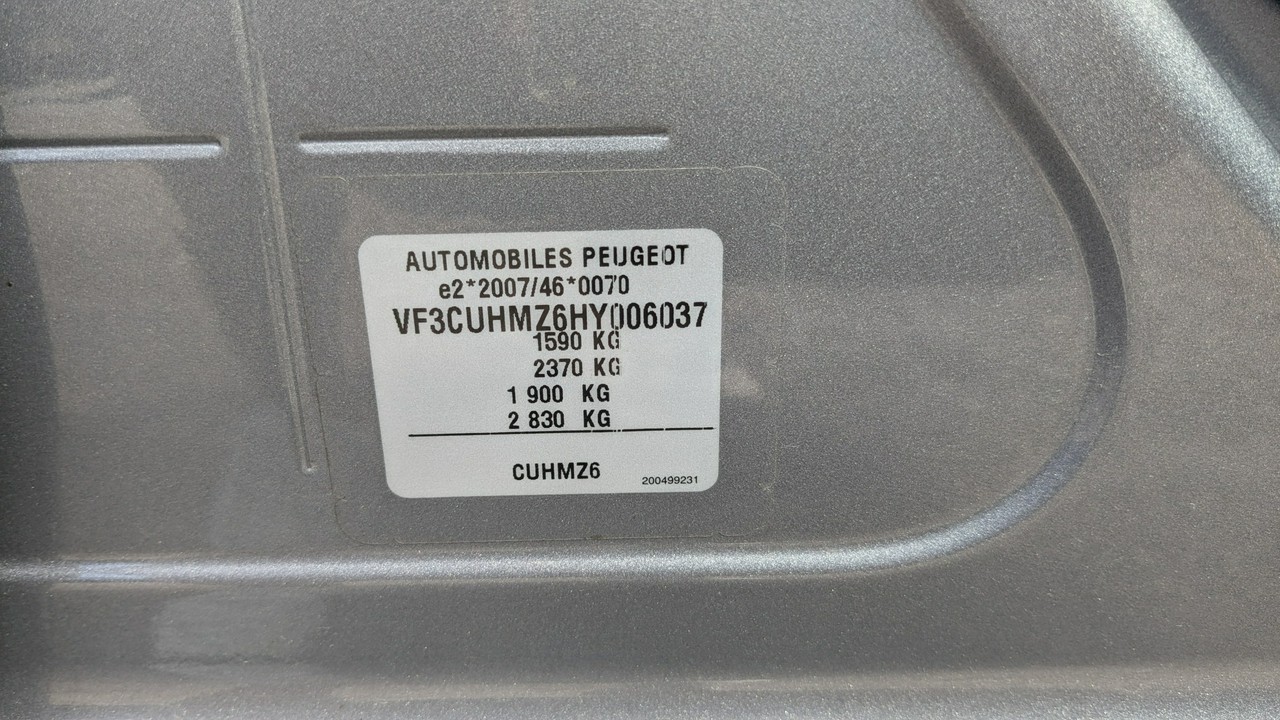 AUTOMOBILES PEUGEOT
e2*2007/46*0070
VF3CUHMZ6HY006037
1590 KG
2370 KG
1 900 KG
2 830 KG
CUHMZ6
200499231